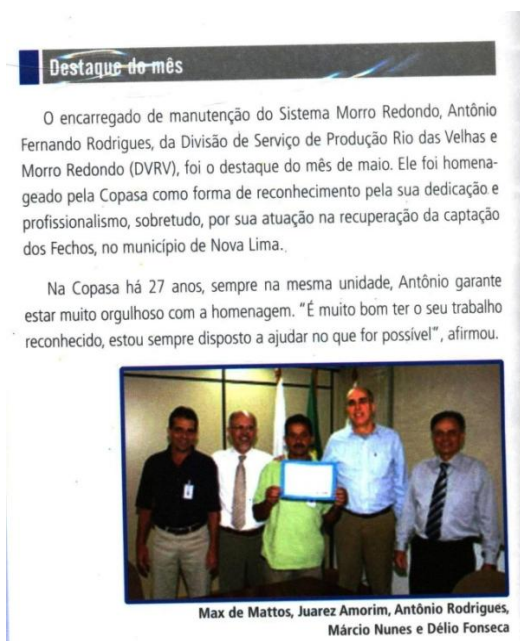 Destaque do mês
O encarregado de manutenção do Sistema Morro Redondo, Antônio
Fernando Rodrigues, da Divisão de Serviço de Produção Rio das Velhas e
Morro Redondo (DVRV), foi o destaque do mês de maio. Ele foi homena-
geado pela Copasa como forma de reconhecimento pela sua dedicação e
profissionalismo, sobretudo, por sua atuação na recuperação da captação
dos Fechos, no município de Nova Lima.
Na Copasa há 27 anos, sempre na mesma unidade, Antônio garante
estar muito orgulhoso com a homenagem. “É muito bom ter o seu trabalho
reconhecido, estou sempre disposto a ajudar no que for possível”, afirmou.
Max de Mattos, Juarez Amorim, Antônio Rodrigues,
Márcio Nunes e Délio Fonseca